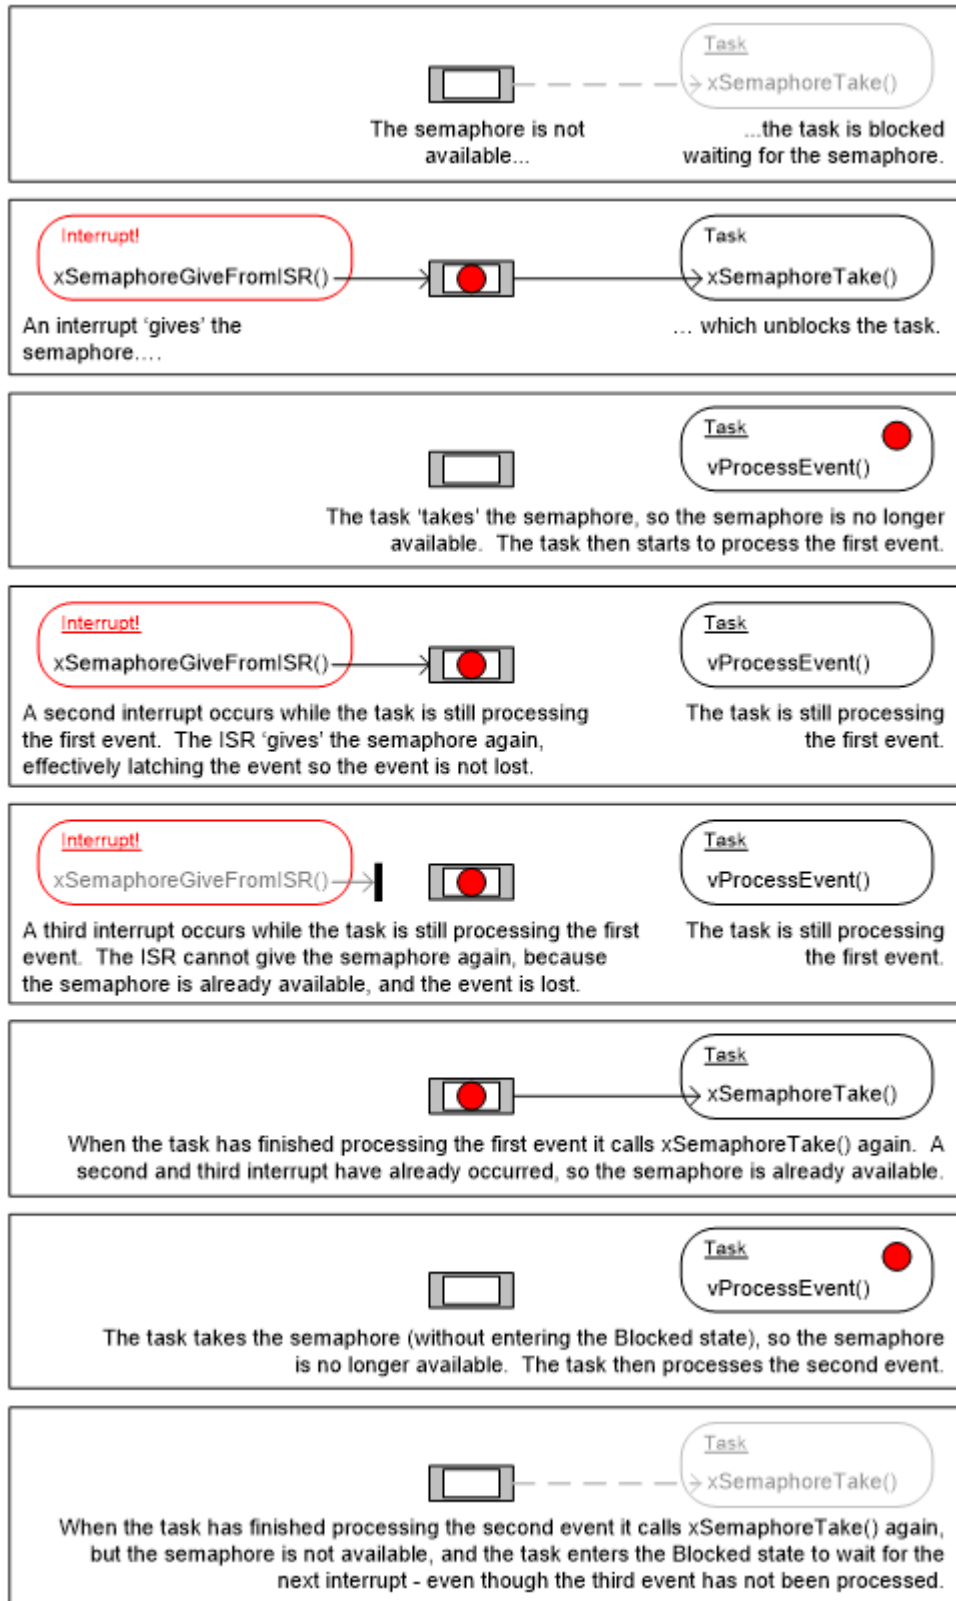 Task
xSemaphoreTake()
The semaphore is not
available...
...the task is blocked
waiting for the semaphore.
Interrupt!
xSemaphoreGiveFromISR()
Task
xSemaphoreTake()
An interrupt ‘gives’ the
semaphore....
... which unblocks the task.
Task
vProcessEvent()
The task 'takes' the semaphore, so the semaphore is no longer
available. The task then starts to process the first event.
Interrupt!
xSemaphoreGiveFromISR()
Task
vProcessEvent()
A second interrupt occurs while the task is still processing
the first event. The ISR ‘gives’ the semaphore again,
effectively latching the event so the event is not lost.
The task is still processing
the first event.
Interrupt!
xSemaphoreGiveFromISR()
Task
vProcessEvent()
A third interrupt occurs while the task is still processing the first
event. The ISR cannot give the semaphore again, because
the semaphore is already available, and the event is lost.
The task is still processing
the first event.
Task
xSemaphoreTake()
When the task has finished processing the first event it calls xSemaphoreTake() again. A
second and third interrupt have already occurred, so the semaphore is already available.
Task
vProcessEvent()
The task takes the semaphore (without entering the Blocked state), so the semaphore
is no longer available. The task then processes the second event.
Task
xSemaphoreTake()
When the task has finished processing the second event it calls xSemaphoreTake() again,
but the semaphore is not available, and the task enters the Blocked state to wait for the
next interrupt - even though the third event has not been processed.